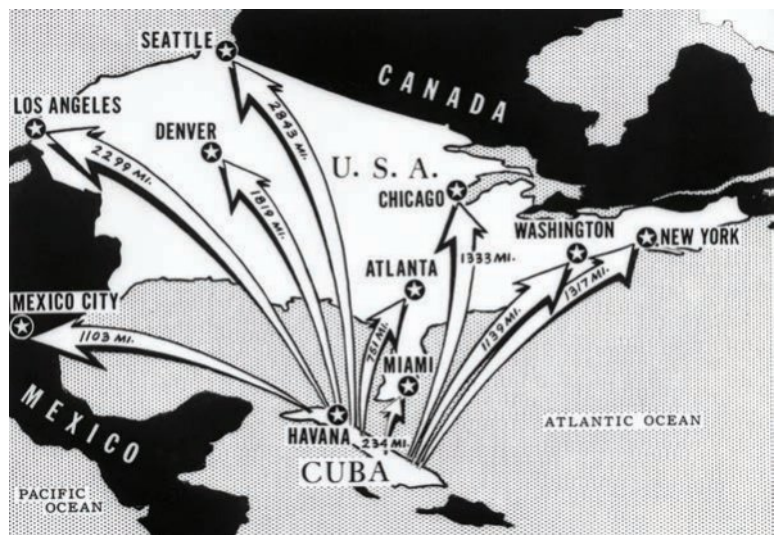 SEATTLE
CANADA
LOS ANGELES
DENVER
2843 MI.
2299 MI.
U. S. A.
1819 MI.
CHICAGO
WASHINGTON
NEW YORK
1333 MI.
ATLANTA
MEXICO CITY
1103 MI.
751 MI.
1139 MI.
1317 MI.
MIAMI
MEXICO
ATLANTIC OCEAN
HAVANA
234 MI.
CUBA
PACIFIC
OCEAN